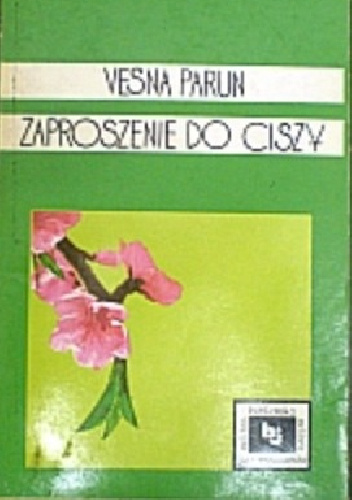 VESNA PARUN
ZAPROSZENIE DO CISZY